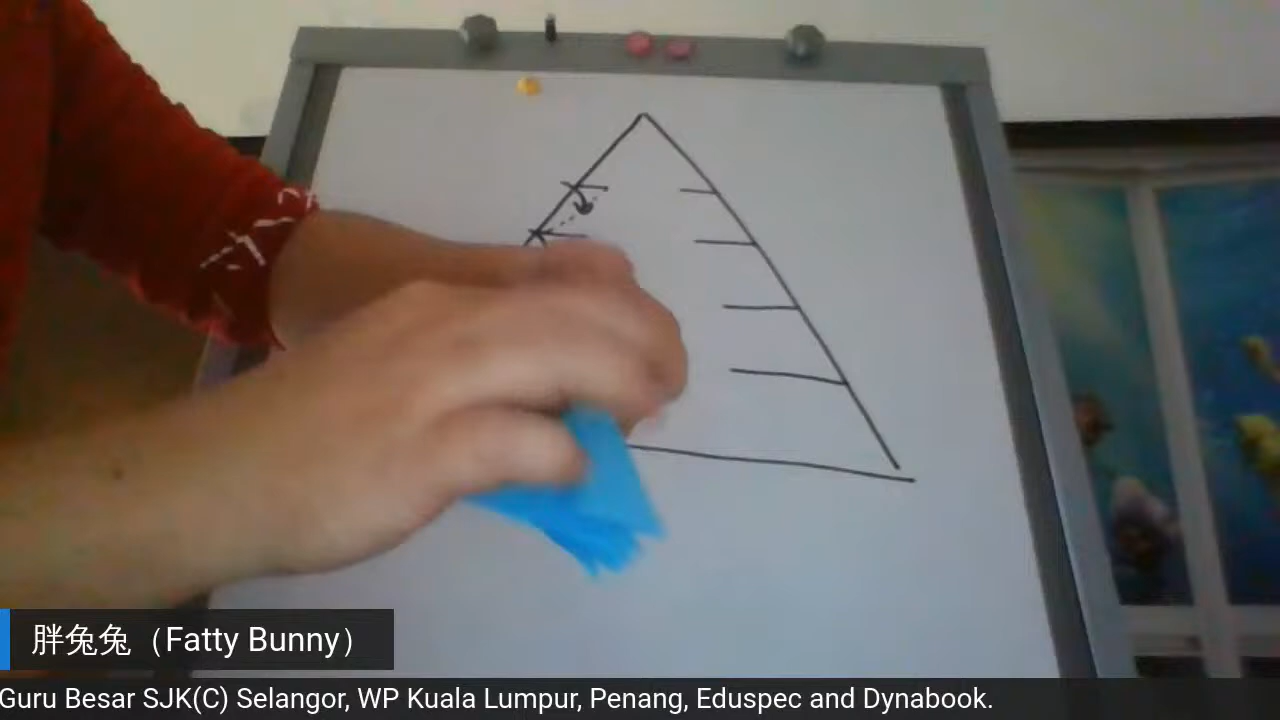 胖兔兔（Fatty Bunny）
Guru Besar SJK(C) Selangor, WP Kuala Lumpur, Penang, Eduspec and Dynabook.